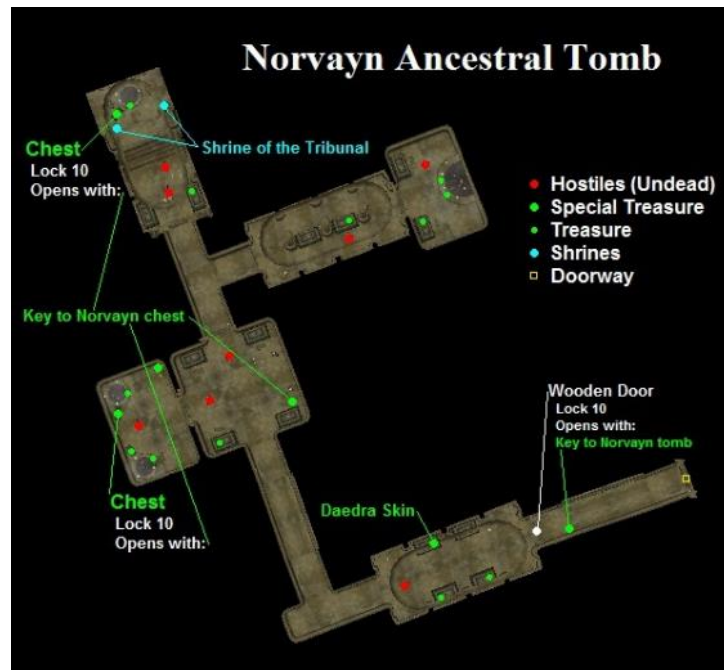 Norvayn Ancestral Tomb
Chest
Lock 10
Opens with:
Shrine of the Tribunal
Hostiles (Undead)
Special Treasure
Treasure
Shrines
Doorway
Key to Norvayn chest
Wooden Door
Lock 10
Opens with:
Key to Norvayn tomb
Chest
Lock 10
Opens with:
Daedra Skin